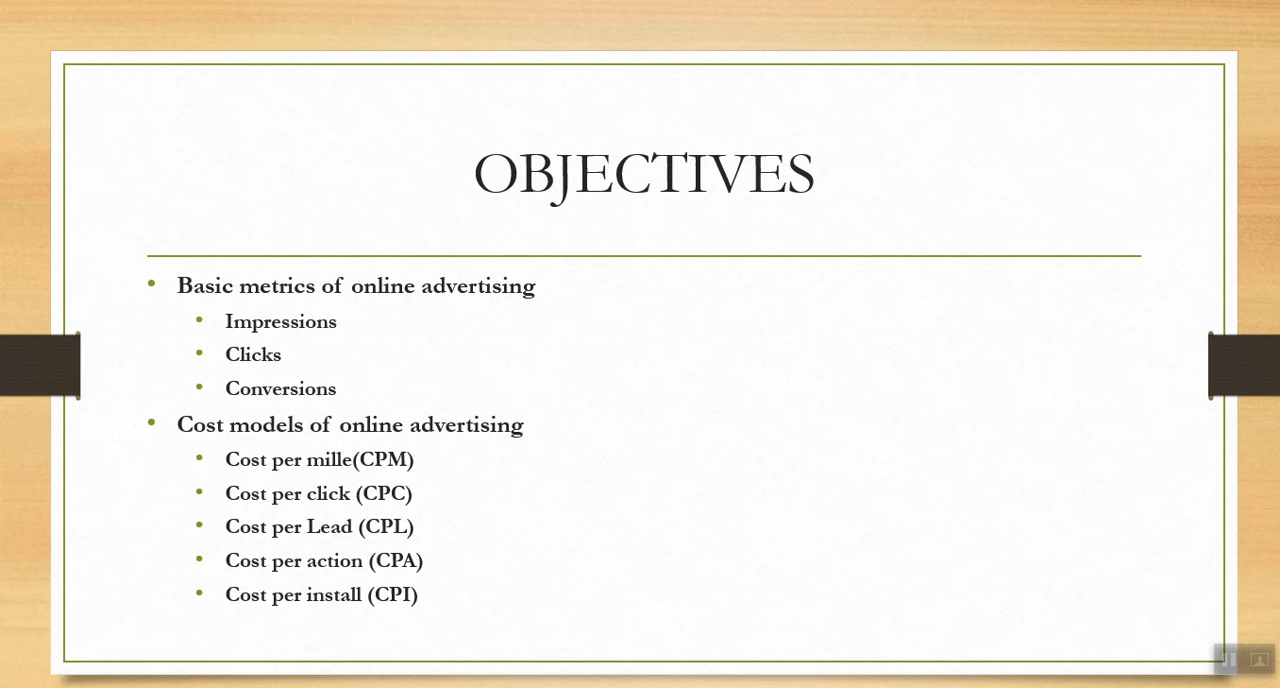 OBJECTIVES
• Basic metrics of online advertising
• Impressions
• Clicks
• Conversions
• Cost models of online advertising
• Cost per mille(CPM)
• Cost per click (CPC)
• Cost per Lead (CPL)
• Cost per action (CPA)
• Cost per install (CPI)